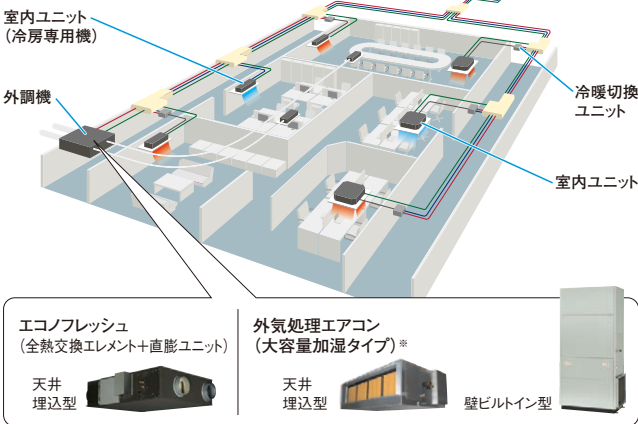 室内ユニット
(冷房専用機)
外調機
冷暖切換
ユニット
室内ユニット
エコノフレッシュ
(全熱交換エレメント+直膨ユニット)
天井
埋込型
外気処理エアコン
(大容量加湿タイプ)※
天井
埋込型
壁ビルトイン型